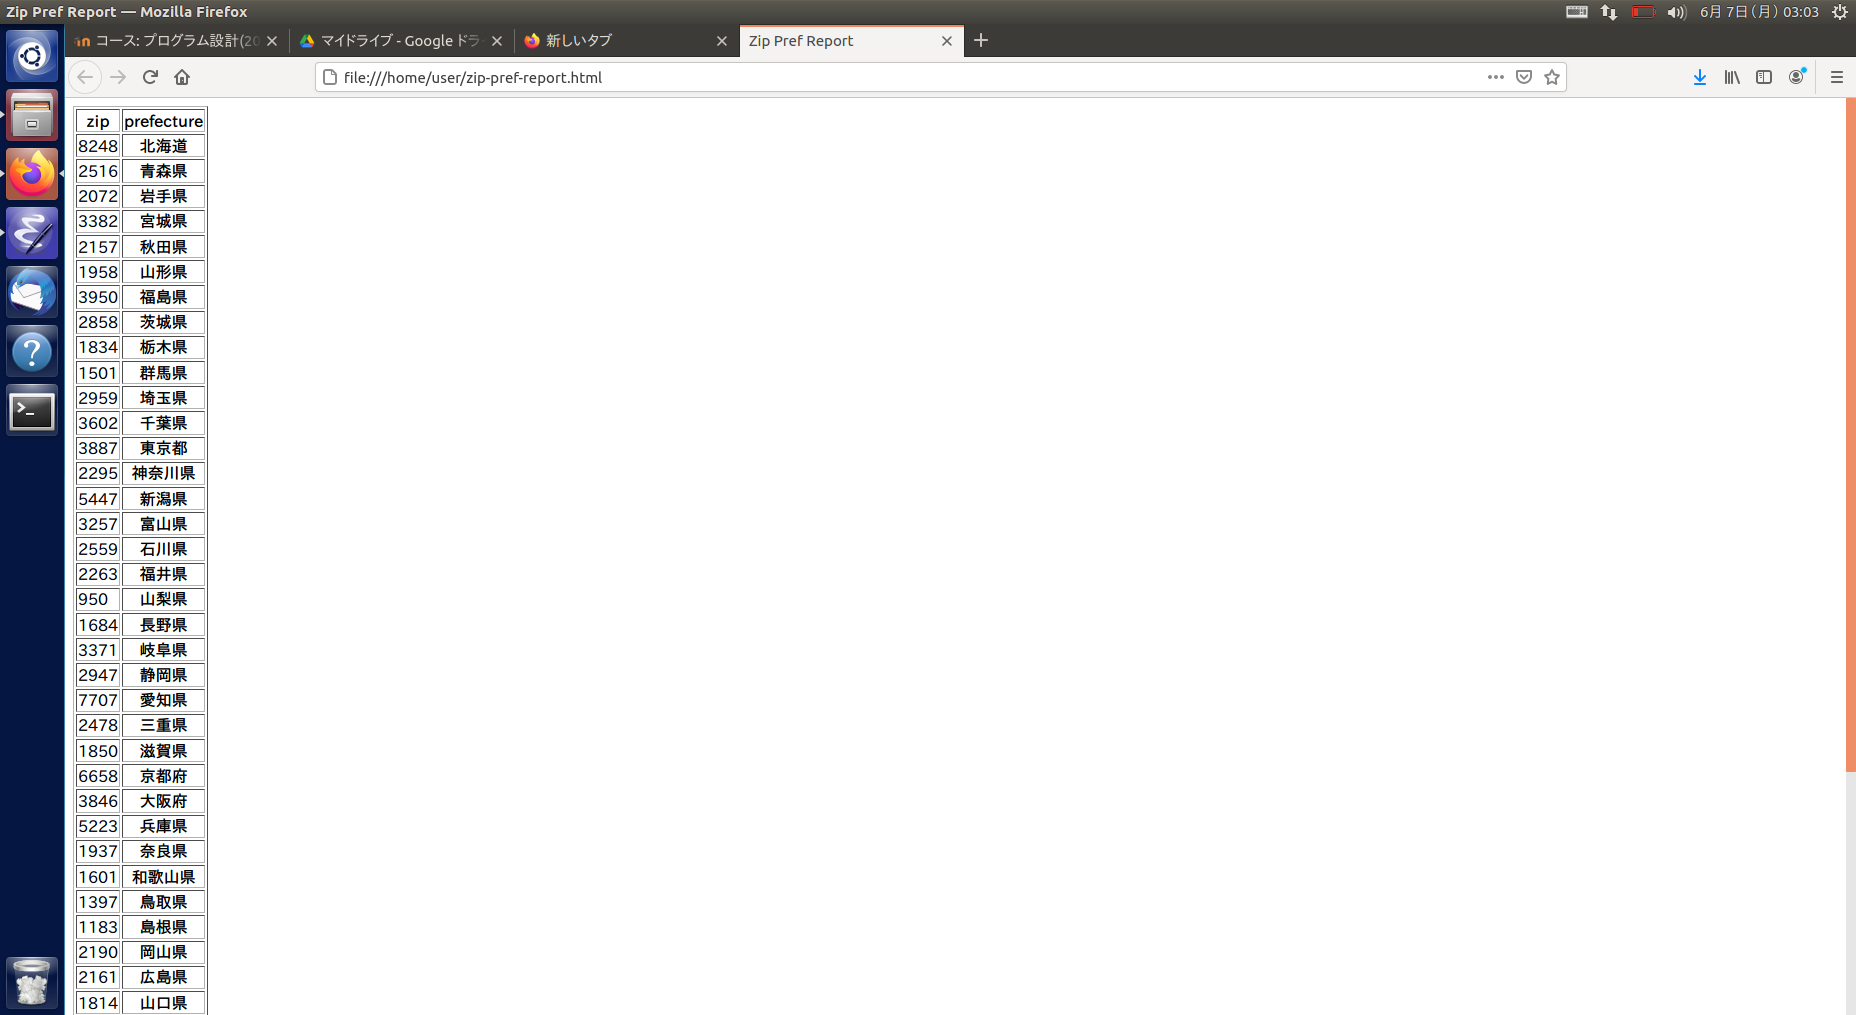 Zip Pref Report — Mozilla Firefox
6月 7日 (月) 03:03
コース: プログラム設計(20
マイドライブ - Google ドラ
新しいタブ
Zip Pref Report
file:///home/user/zip-pref-report.html
zip prefecture
8248 北海道
2516 青森県
2072 岩手県
3382 宮城県
2157 秋田県
1958 山形県
3950 福島県
2858 茨城県
1834 栃木県
1501 群馬県
2959 埼玉県
3602 千葉県
3887 東京都
2295 神奈川県
5447 新潟県
3257 富山県
2559 石川県
2263 福井県
950 山梨県
1684 長野県
3371 岐阜県
2947 静岡県
7707 愛知県
2478 三重県
1850 滋賀県
6658 京都府
3846 大阪府
5223 兵庫県
1937 奈良県
1601 和歌山県
1397 鳥取県
1183 島根県
2190 岡山県
2161 広島県
1814 山口県